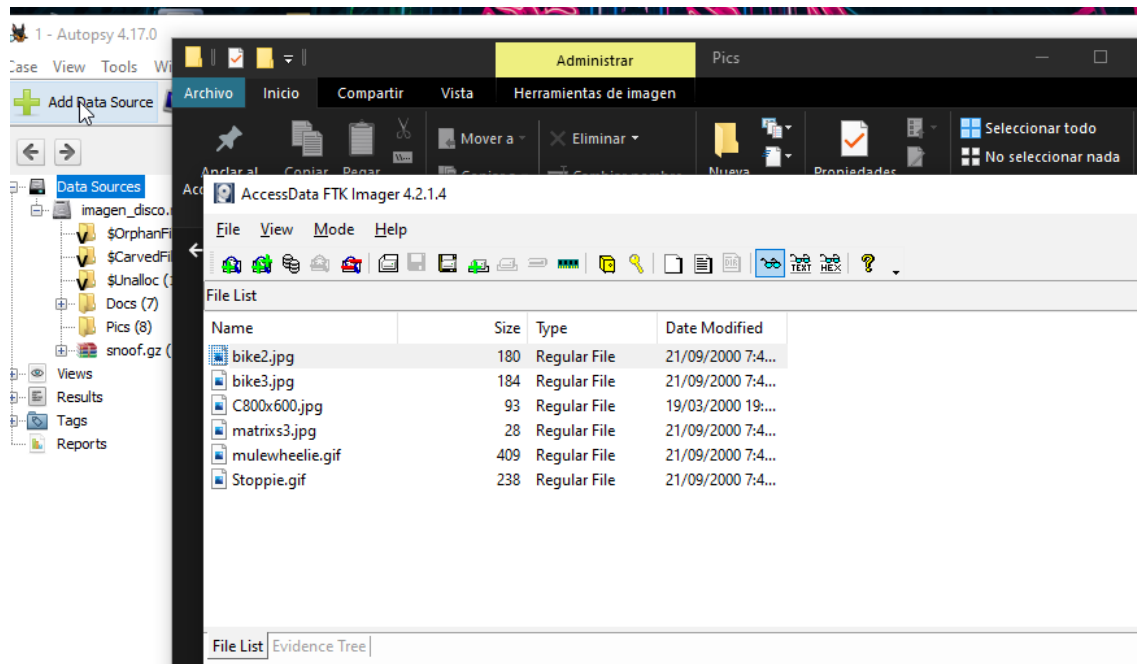 1 - Autopsy 4.17.0
Case View Tools
Add Data Source
Data Sources
imagen_disco.
$OrphanFi
$CarvedFi
$Unalloc (
Docs (7)
Pics (8)
snoof.gz (
Views
Results
Tags
Reports
Administrar
Pics
Archivo Inicio Compartir Vista Herramientas de imagen
Anclar al Copiar Pegar
Mover a
Eliminar
Nueva
Propiedades
Seleccionar todo
No seleccionar nada
AccessData FTK Imager 4.2.1.4
File View Mode Help
TEXT HEX
File List
Name Size Type Date Modified
bike2.jpg 180 Regular File 21/09/2000 7:4...
bike3.jpg 184 Regular File 21/09/2000 7:4...
C800x600.jpg 93 Regular File 19/03/2000 19:...
matrixs3.jpg 28 Regular File 21/09/2000 7:4...
mulewheelie.gif 409 Regular File 21/09/2000 7:4...
Stoppie.gif 238 Regular File 21/09/2000 7:4...
File List Evidence Tree